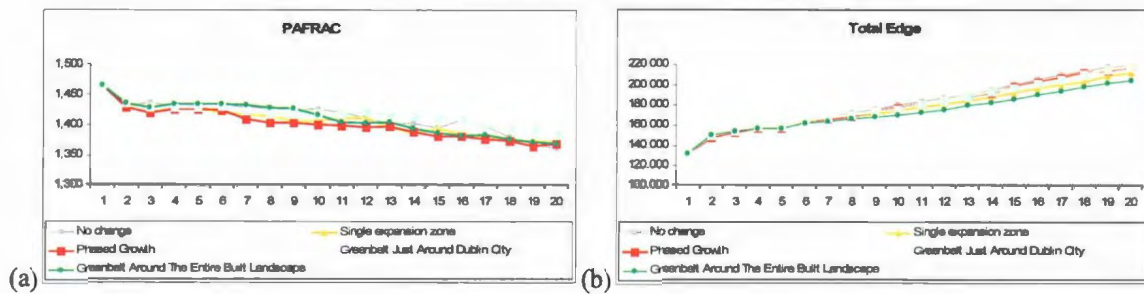 PAFRAC
1,500
1,450
1,400
1,350
1,300
1 2 3 4 5 6 7 8 9 10 11 12 13 14 15 16 17 18 19 20
No change
Single expansion zone
Phased Growth
Greenbelt Just Around Dublin City
Greenbelt Around The Entire Built Landscape
(a)
Total Edge
220.000
200.000
180.000
160.000
140.000
120.000
100.000
1 2 3 4 5 6 7 8 9 10 11 12 13 14 15 16 17 18 19 20
No change
Single expansion zone
Phased Growth
Greenbelt Just Around Dublin City
Greenbelt Around The Entire Built Landscape
(b)